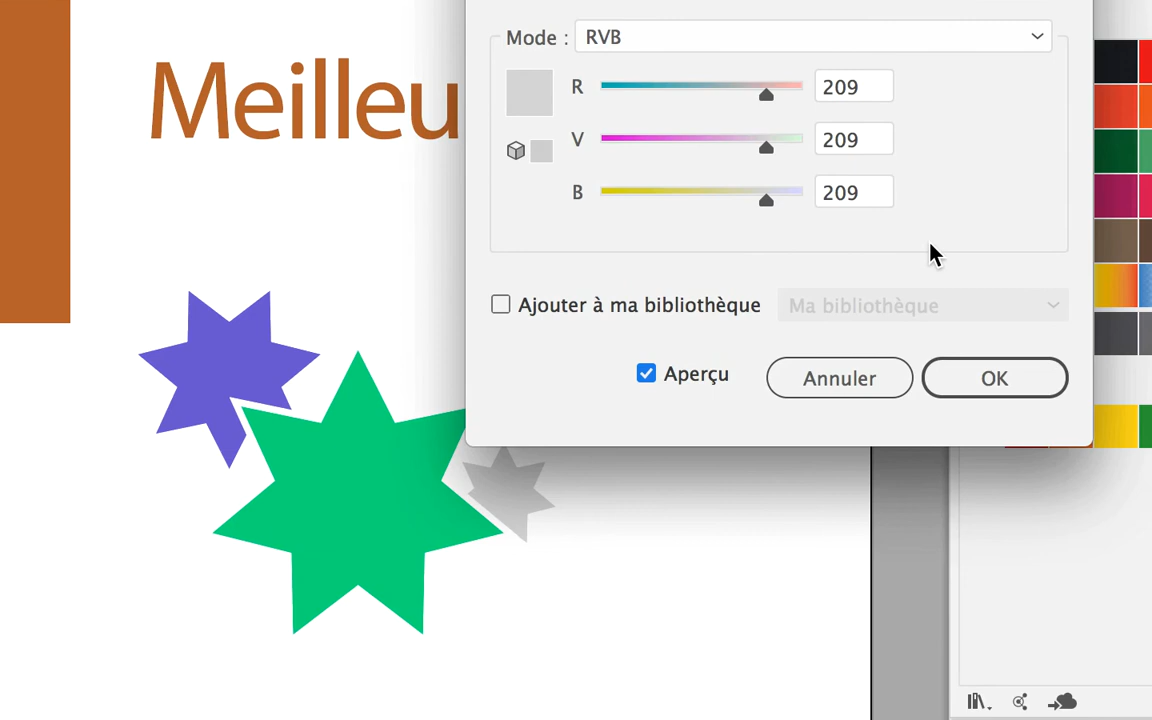 Meilleu
Mode : RVB
R 209
V 209
B 209
Ajouter à ma bibliothèque Ma bibliothèque
Aperçu Annuler OK